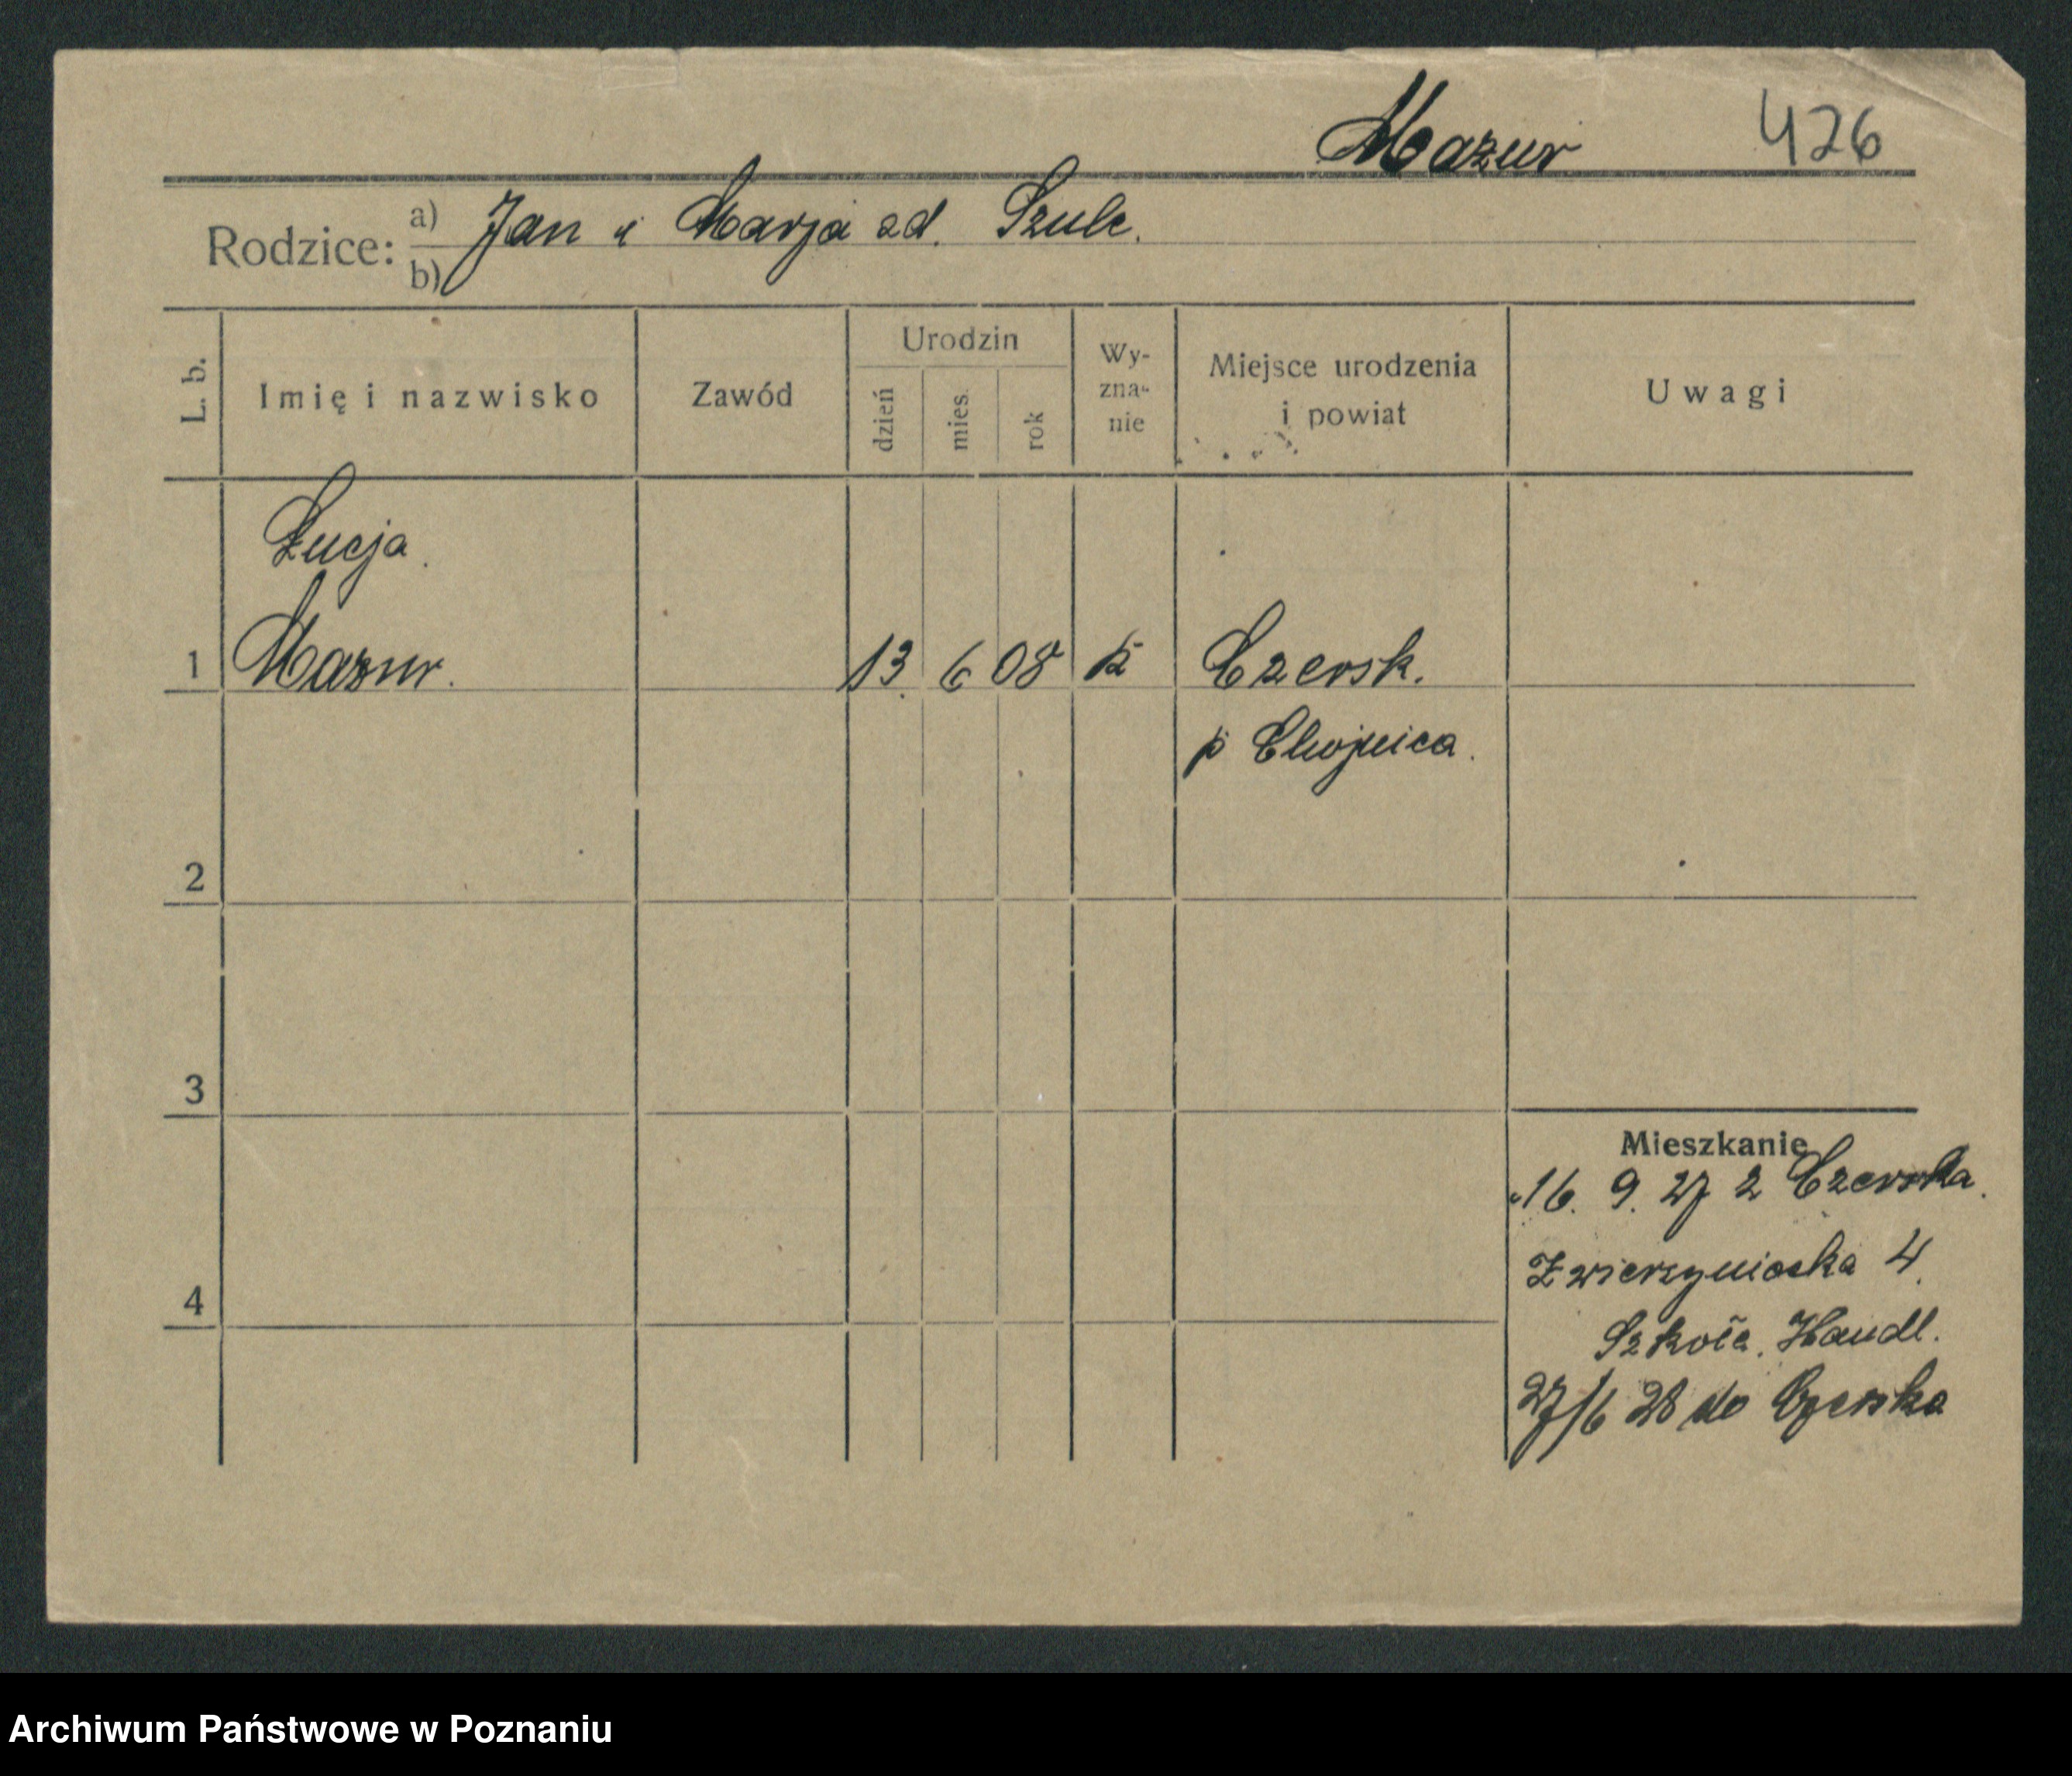 Mazur 426
Rodzice: a) Jan i Marja zd. Szulc.
b)
L. b. Imię i nazwisko Zawód Urodzin dzień mies. rok Wy-zna-nie Miejsce urodzenia i powiat Uwagi
Łucja.
1 Mazur. 13. 6 08 k Czersk.
p Chojnica.
2
3
Mieszkanie
16. 9. 27 z Czerska.
Zwierzyniecka 4.
4
Szkoła. Handl.
27/6 28 do Czerska
Archiwum Państwowe w Poznaniu